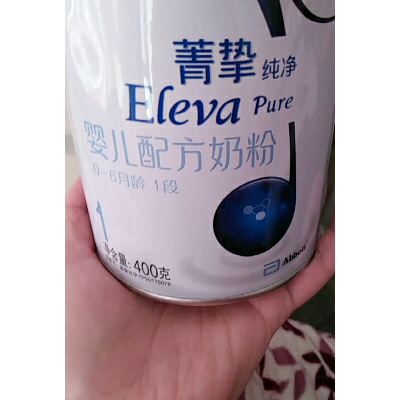 菁挚 纯净
Eleva Pure
婴儿配方奶粉
0-6月龄 1段
1
净含量: 400克
Abbott